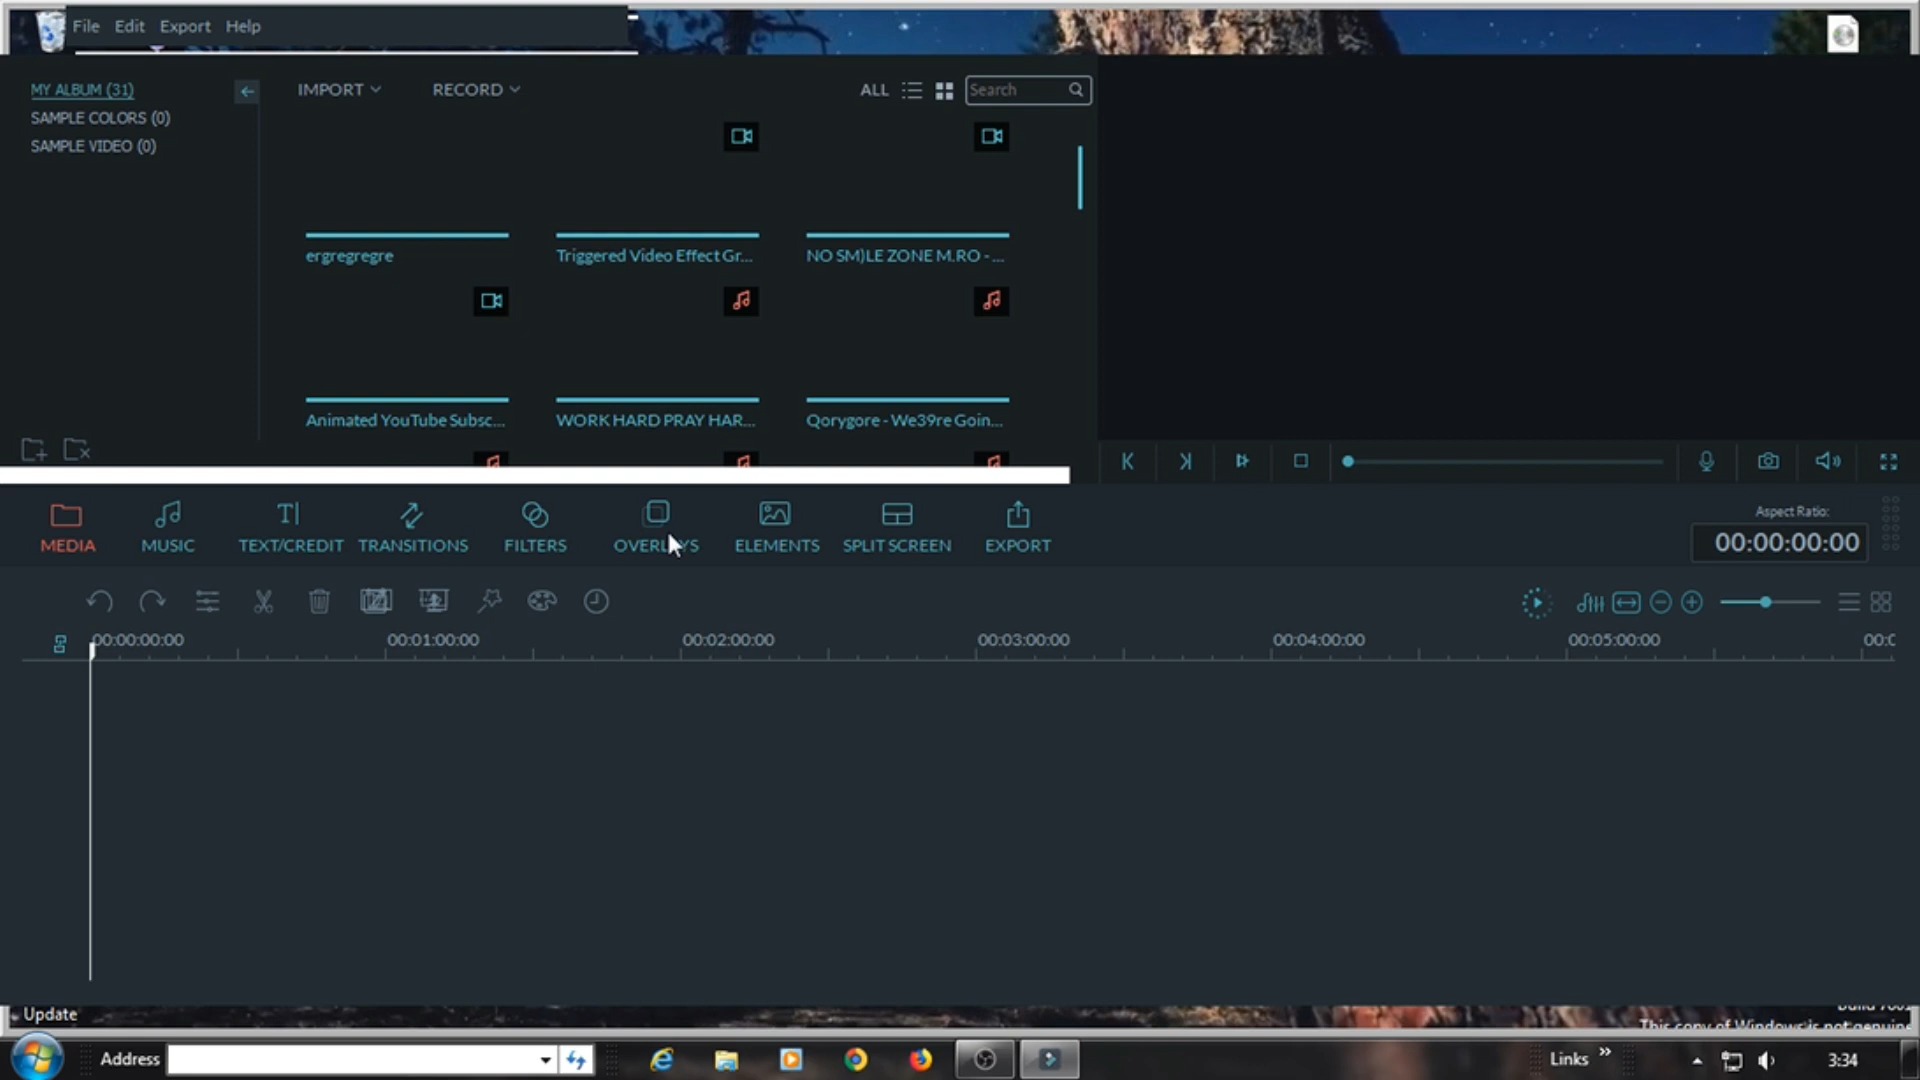 File Edit Export Help
MY ALBUM (31)
SAMPLE COLORS (0)
SAMPLE VIDEO (0)
IMPORT RECORD ALL Search
ergregregre Triggered Video Effect Gr... NO SM)LE ZONE M.RO - ...
Animated YouTube Subsc... WORK HARD PRAY HAR... Qorygore - We39re Goin...
MEDIA MUSIC TEXT/CREDIT TRANSITIONS FILTERS OVERLAYS ELEMENTS SPLIT SCREEN EXPORT
Aspect Ratio:
00:00:00:00
00:00:00:00 00:01:00:00 00:02:00:00 00:03:00:00 00:04:00:00 00:05:00:00 00:0
Update
This copy of Windows is not genuine
Address Links 3:34